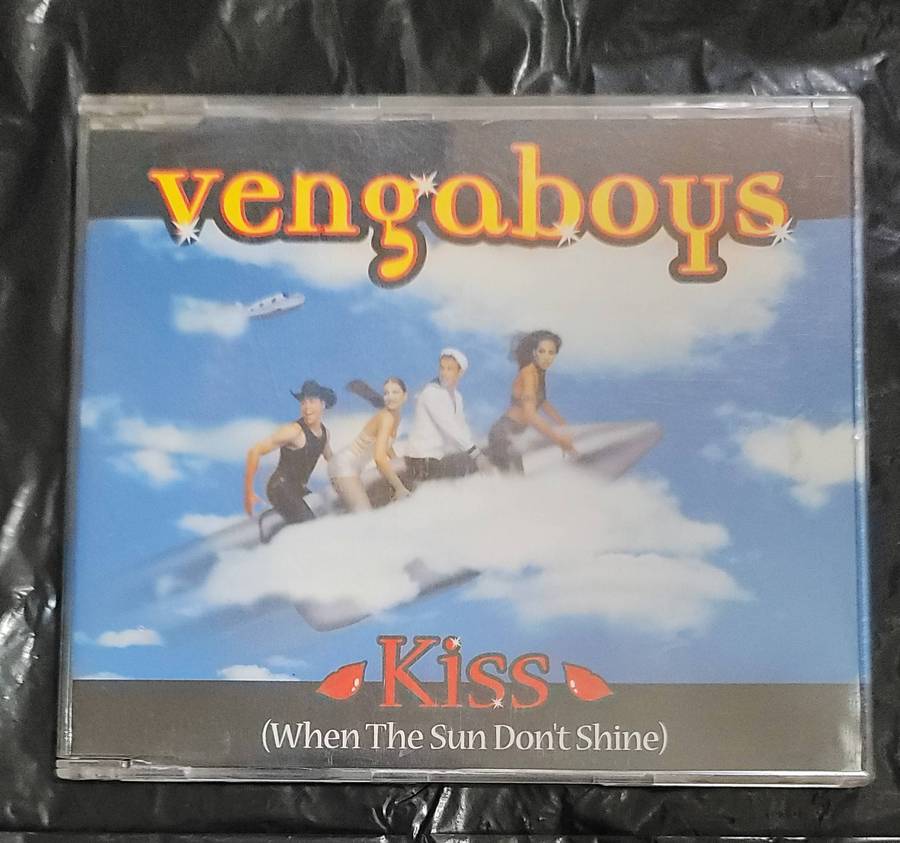 vengaboys
Kiss
(When The Sun Don't Shine)